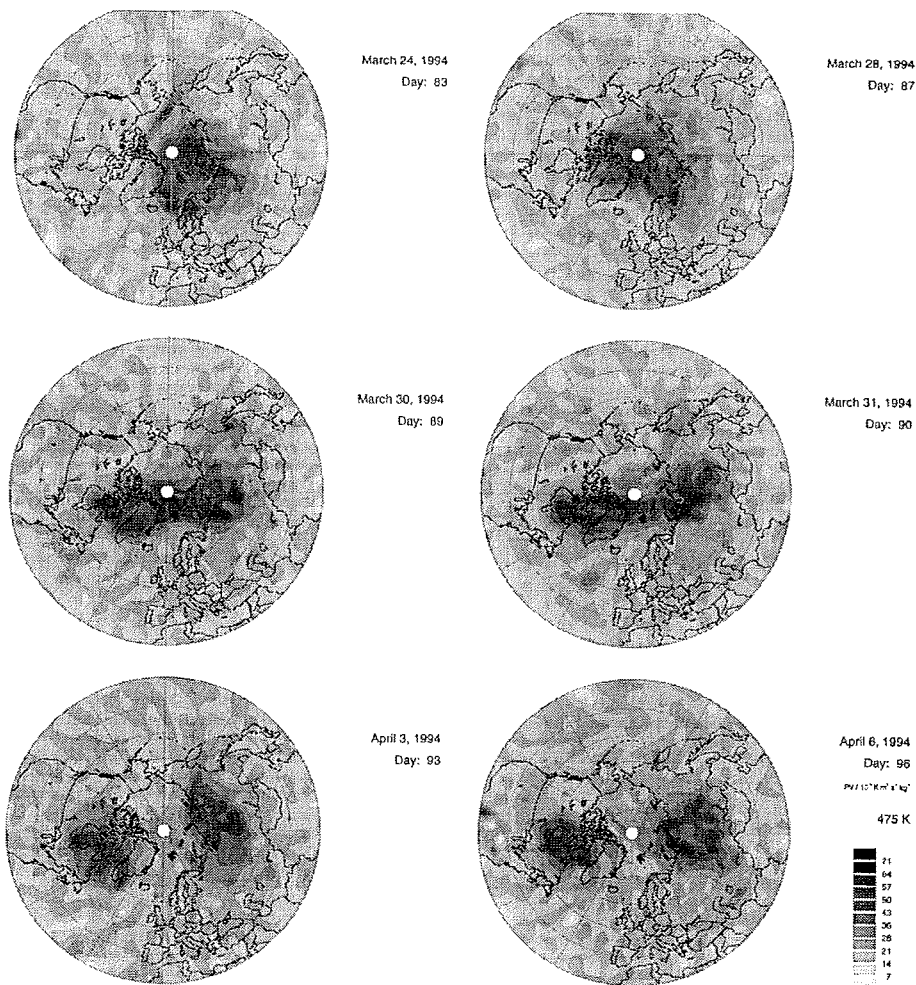 March 24, 1994
Day: 83
March 28, 1994
Day: 87
March 30, 1994
Day: 89
March 31, 1994
Day: 90
April 3, 1994
Day: 93
April 6, 1994
Day: 96
475 K
21
64
57
50
43
36
28
21
14
7